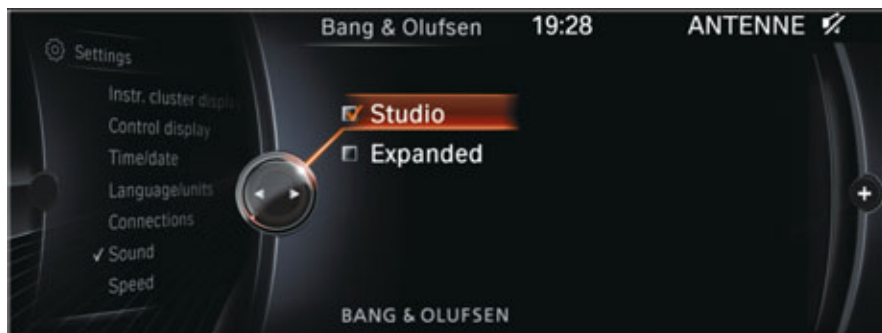 Bang & Olufsen 19:28 ANTENNE
Settings
Instr. cluster display
Control display
Time/date
Language/units
Connections
✓ Sound
Speed
Studio
Expanded
BANG & OLUFSEN